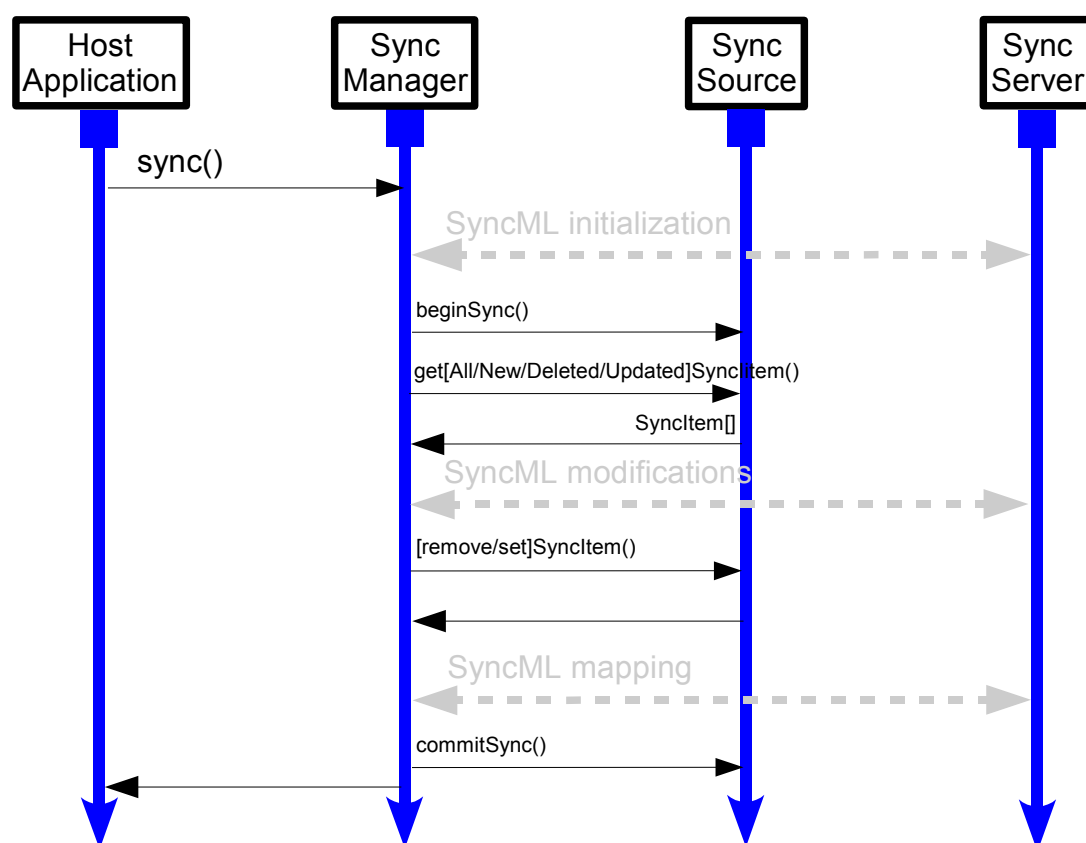 Host
Application
Sync
Manager
Sync
Source
Sync
Server
sync()
SyncML initialization
beginSync()
get[All/New/Deleted/Updated]SyncItem()
SyncItem[]
SyncML modifications
[remove/set]SyncItem()
SyncML mapping
commitSync()